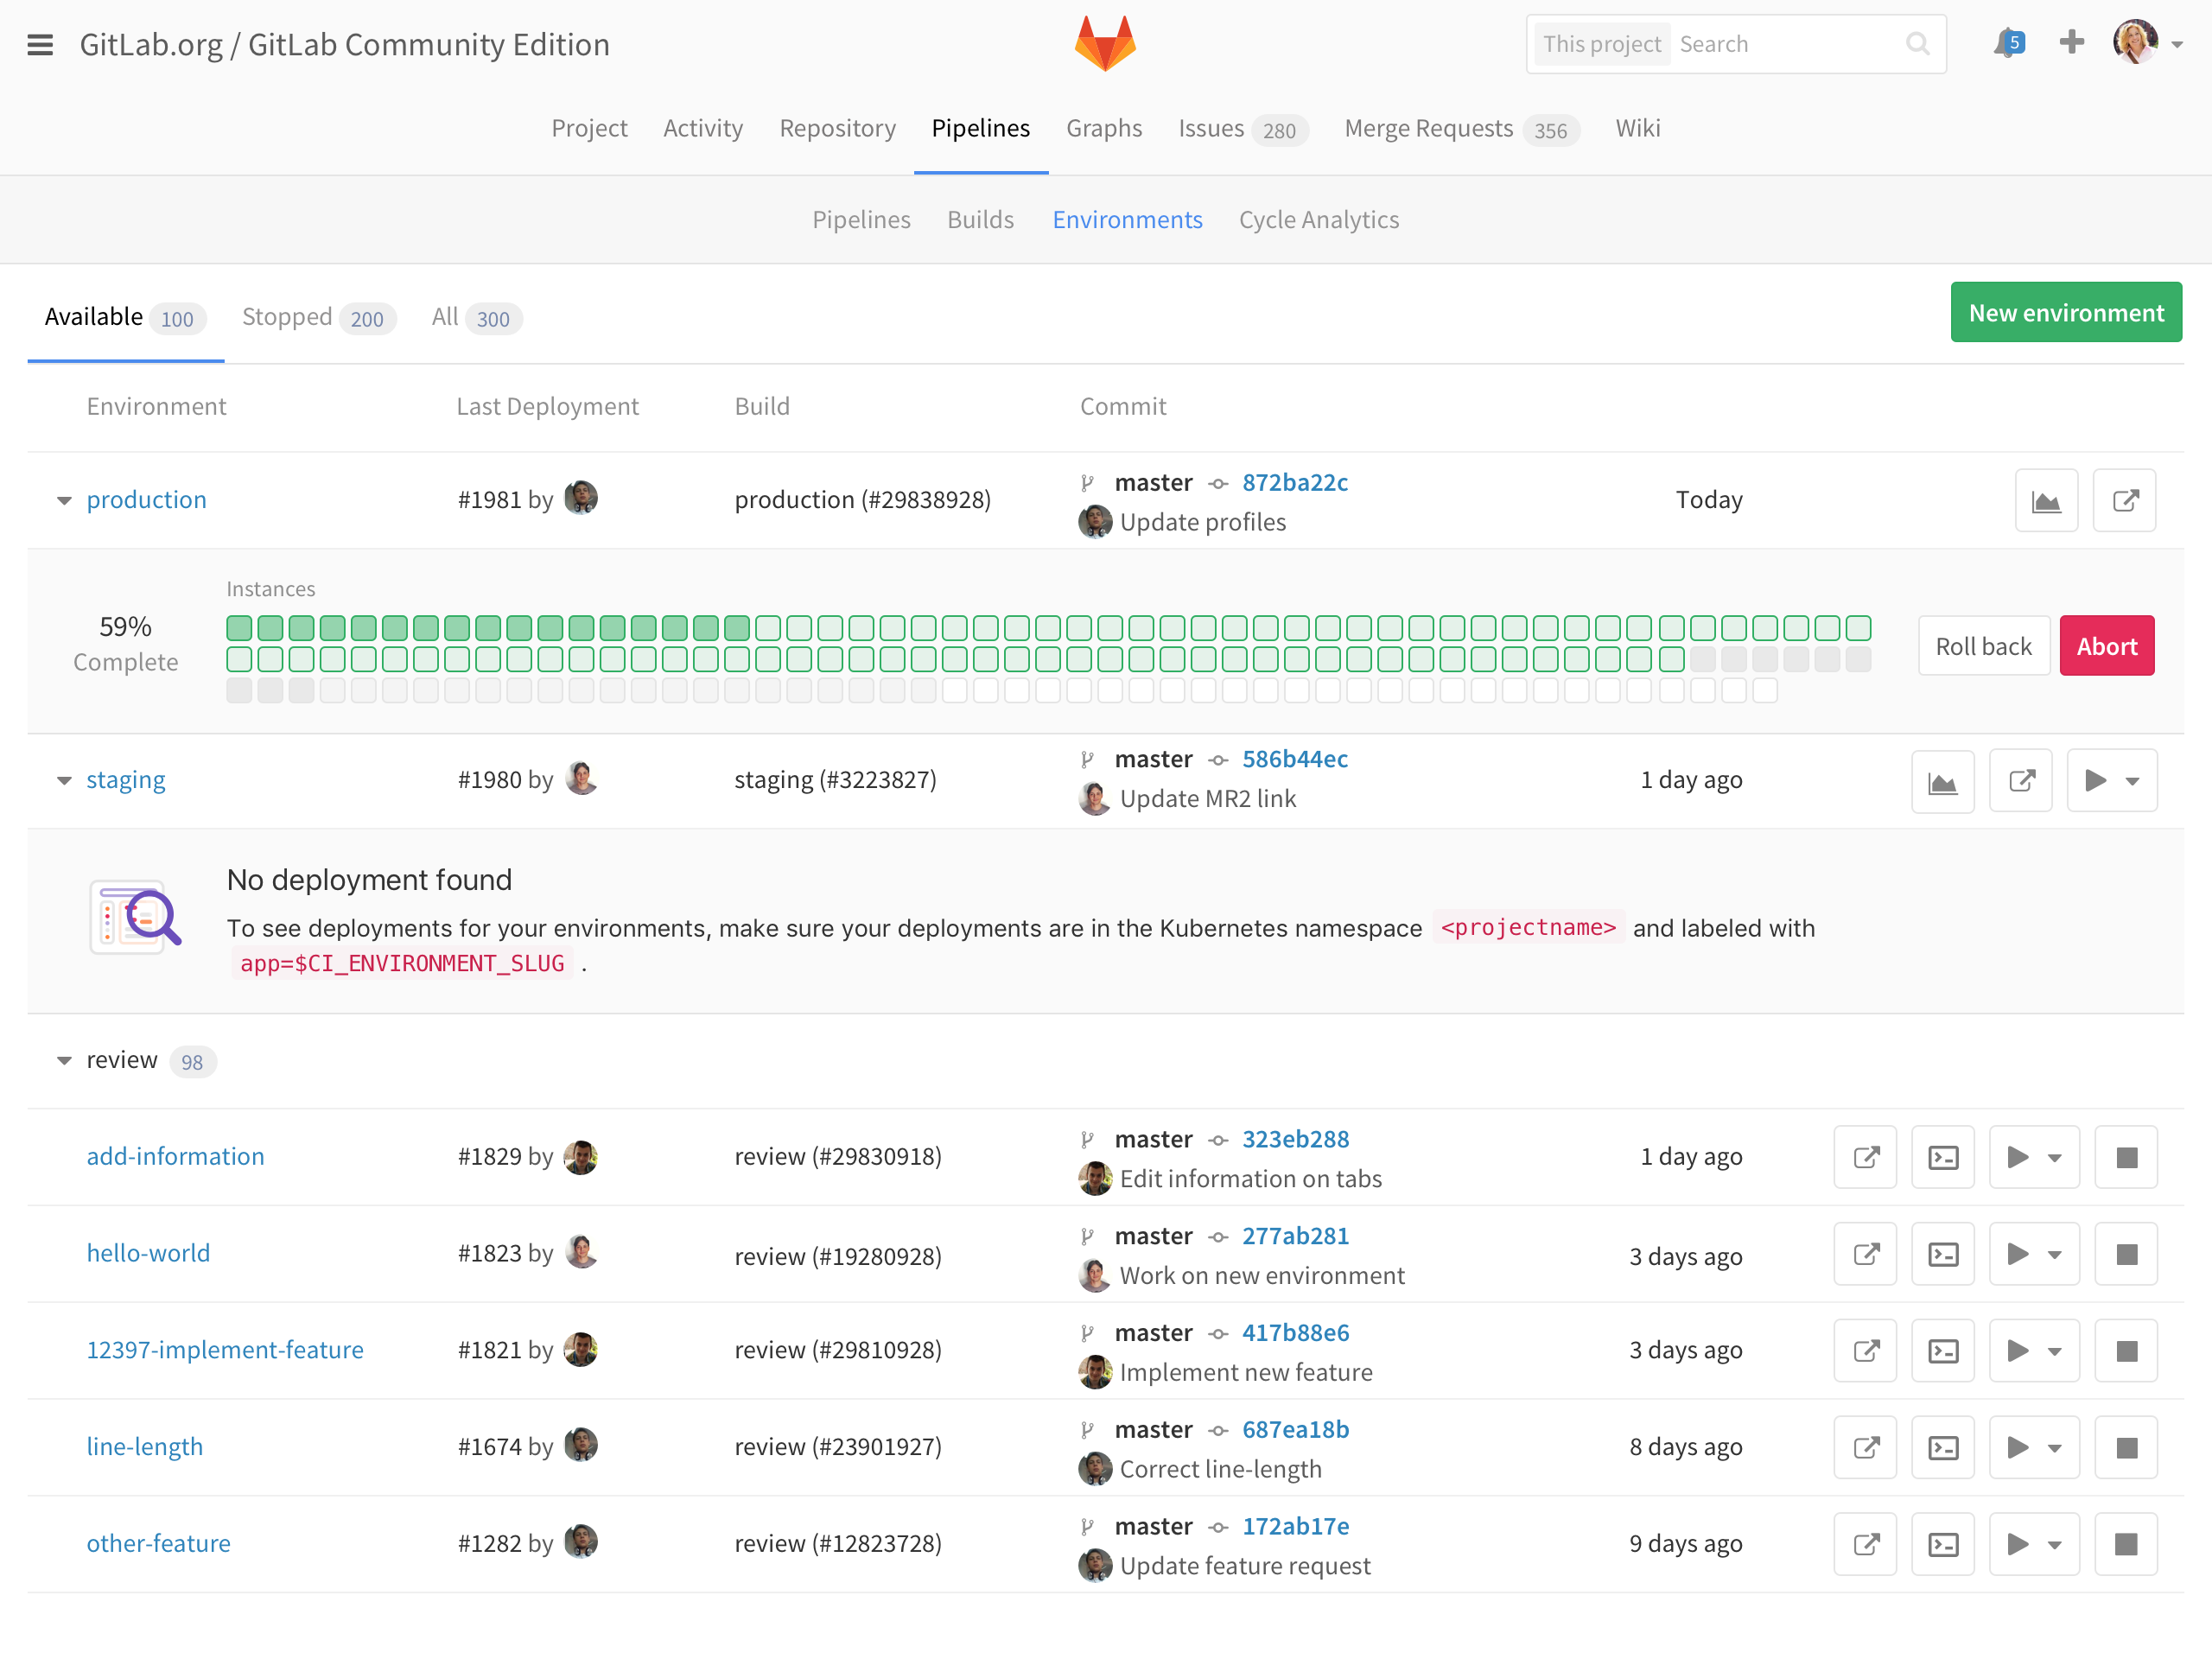 GitLab.org / GitLab Community Edition
This project Search
5
Project Activity Repository Pipelines Graphs Issues 280 Merge Requests 356 Wiki
Pipelines Builds Environments Cycle Analytics
Available 100 Stopped 200 All 300
New environment
Environment Last Deployment Build Commit
production #1981 by production (#29838928) master 872ba22c Today
Update profiles
Instances
59%
Complete
Roll back Abort
staging #1980 by staging (#3223827) master 586b44ec 1 day ago
Update MR2 link
No deployment found
To see deployments for your environments, make sure your deployments are in the Kubernetes namespace <projectname> and labeled with
app=$CI_ENVIRONMENT_SLUG .
review 98
add-information #1829 by review (#29830918) master 323eb288 1 day ago
Edit information on tabs
hello-world #1823 by review (#19280928) master 277ab281 3 days ago
Work on new environment
12397-implement-feature #1821 by review (#29810928) master 417b88e6 3 days ago
Implement new feature
line-length #1674 by review (#23901927) master 687ea18b 8 days ago
Correct line-length
other-feature #1282 by review (#12823728) master 172ab17e 9 days ago
Update feature request